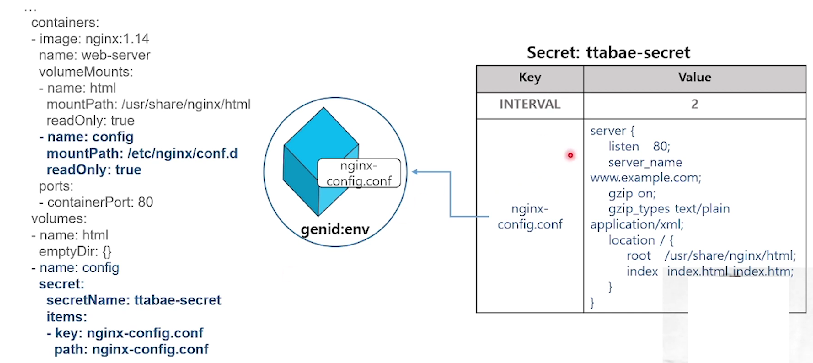 ...
containers:
- image: nginx:1.14
name: web-server
volumeMounts:
- name: html
mountPath: /usr/share/nginx/html
readOnly: true
- name: config
mountPath: /etc/nginx/conf.d
readOnly: true
ports:
- containerPort: 80
volumes:
- name: html
emptyDir: {}
- name: config
secret:
secretName: ttabae-secret
items:
- key: nginx-config.conf
path: nginx-config.conf
nginx-
config.conf
genid:env
Secret: ttabae-secret
Key Value
INTERVAL 2
nginx-
config.conf
server {
listen 80;
server_name
www.example.com;
gzip on;
gzip_types text/plain
application/xml;
location / {
root /usr/share/nginx/html;
index index.html index.htm;
}
}